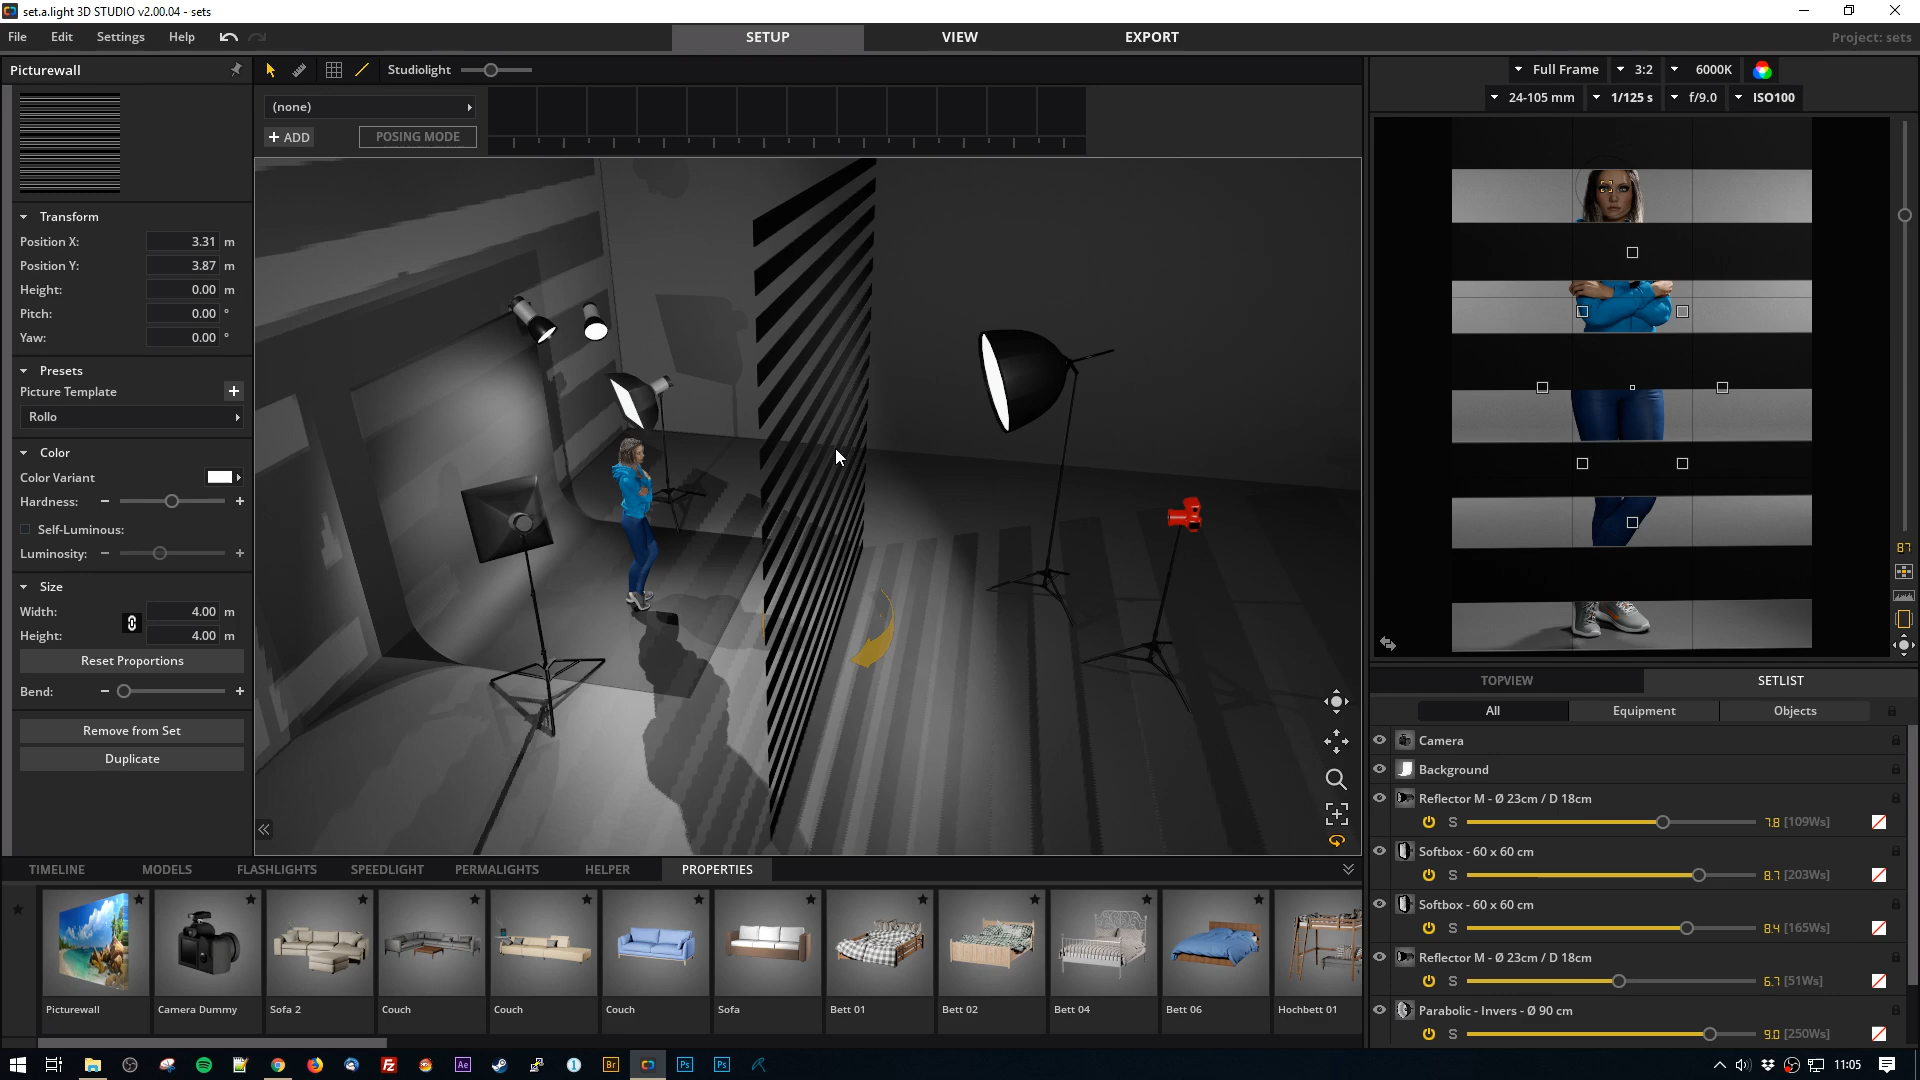 set.a.light 3D STUDIO v2.00.04 - sets
File Edit Settings Help
SETUP VIEW EXPORT
Project: sets
Picturewall
Studiolight
Full Frame 3:2 6000K
24-105 mm 1/125 s f/9.0 ISO100
(none)
+ ADD POSING MODE
Transform
Position X: 3.31 m
Position Y: 3.87 m
Height: 0.00 m
Pitch: 0.00 °
Yaw: 0.00 °
Presets
Picture Template +
Rollo
Color
Color Variant
Hardness: - +
Self-Luminous:
Luminosity: - +
Size
Width: 4.00 m
Height: 4.00 m
Reset Proportions
Bend: - +
Remove from Set
Duplicate
87
TOPVIEW SETLIST
All Equipment Objects
Camera
Background
Reflector M - Ø 23cm / D 18cm
S 7.8 [109Ws]
Softbox - 60 x 60 cm
S 8.7 [203Ws]
Softbox - 60 x 60 cm
S 8.4 [165Ws]
Reflector M - Ø 23cm / D 18cm
S 6.7 [51Ws]
Parabolic - Invers - Ø 90 cm
S 9.0 [250Ws]
TIMELINE MODELS FLASHLIGHTS SPEEDLIGHT PERMALIGHTS HELPER PROPERTIES
Picturewall Camera Dummy Sofa 2 Couch Couch Couch Sofa Bett 01 Bett 02 Bett 04 Bett 06 Hochbett 01
Ae Br Ps Ps
11:05